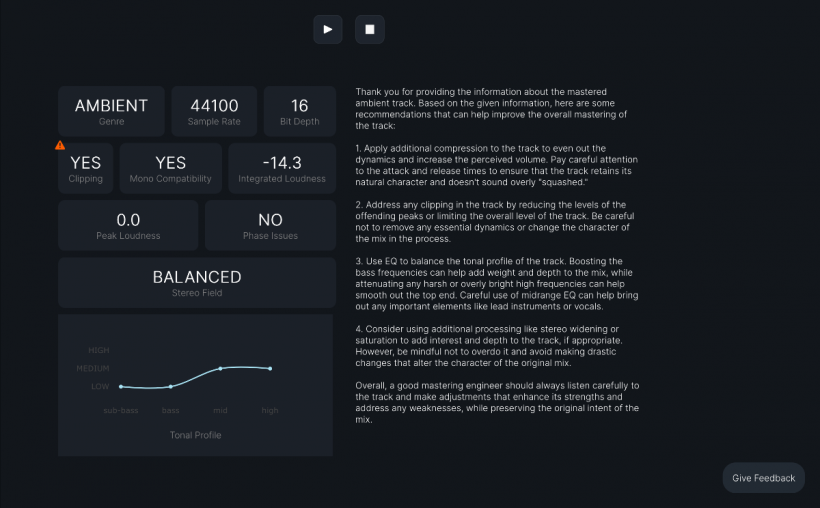 AMBIENT
Genre
44100
Sample Rate
16
Bit Depth
YES
Clipping
YES
Mono Compatibility
-14.3
Integrated Loudness
0.0
Peak Loudness
NO
Phase Issues
BALANCED
Stereo Field
HIGH
MEDIUM
LOW
sub-bass bass mid high
Tonal Profile
Thank you for providing the information about the mastered
ambient track. Based on the given information, here are some
recommendations that can help improve the overall mastering of
the track:
1. Apply additional compression to the track to even out the
dynamics and increase the perceived volume. Pay careful attention
to the attack and release times to ensure that the track retains its
natural character and doesn't sound overly "squashed."
2. Address any clipping in the track by reducing the levels of the
offending peaks or limiting the overall level of the track. Be careful
not to remove any essential dynamics or change the character of
the mix in the process.
3. Use EQ to balance the tonal profile of the track. Boosting the
bass frequencies can help add weight and depth to the mix, while
attenuating any harsh or overly bright high frequencies can help
smooth out the top end. Careful use of midrange EQ can help bring
out any important elements like lead instruments or vocals.
4. Consider using additional processing like stereo widening or
saturation to add interest and depth to the track, if appropriate.
However, be mindful not to overdo it and avoid making drastic
changes that alter the character of the original mix.
Overall, a good mastering engineer should always listen carefully to
the track and make adjustments that enhance its strengths and
address any weaknesses, while preserving the original intent of the
mix.
Give Feedback